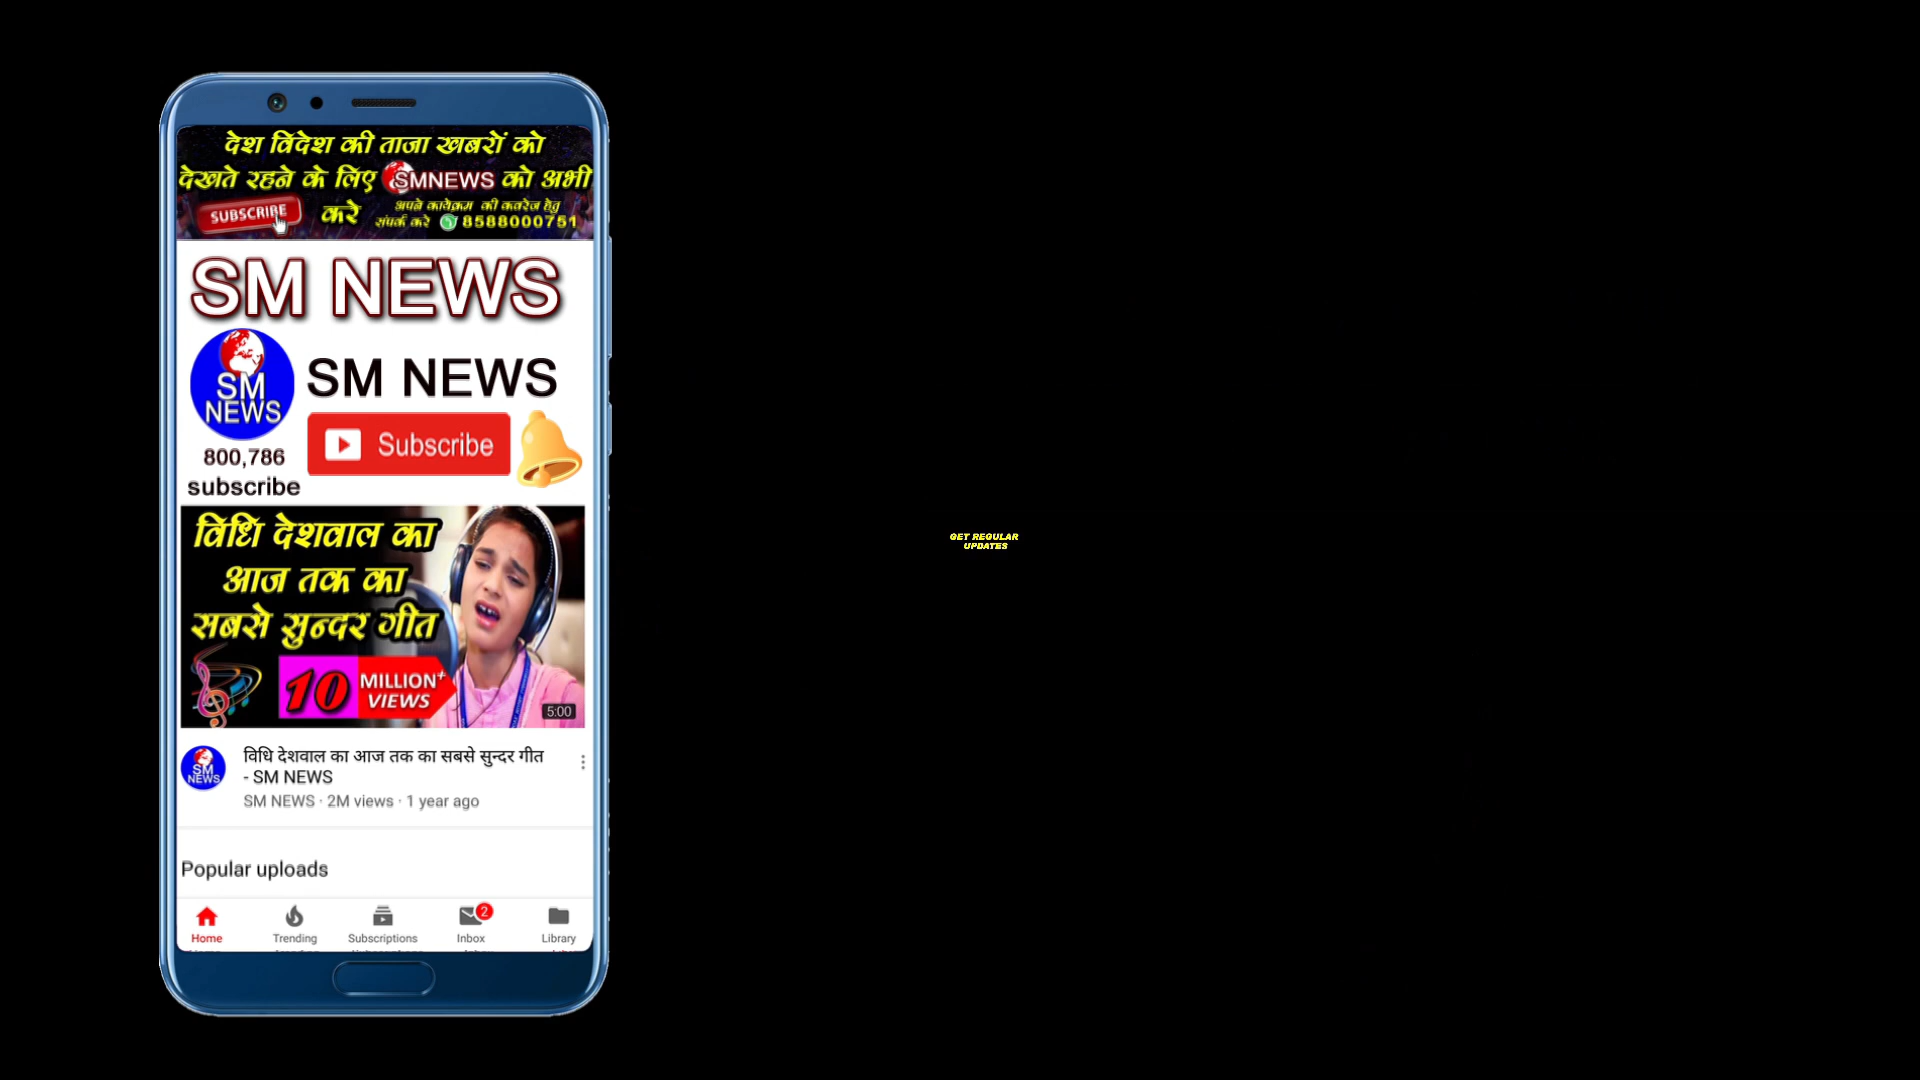 देश विदेश की ताजा खबरों को
देखते रहने के लिए SMNEWS को अभी
SUBSCRIBE करे
अपने कार्यक्रम की कवरेज हेतु
संपर्क करे 8588000751
SM NEWS
SM
NEWS
SM NEWS
Subscribe
800,786
subscribe
विधि देशवाल का
आज तक का
सबसे सुन्दर गीत
10 MILLION+
VIEWS
5:00
SM
NEWS
विधि देशवाल का आज तक का सबसे सुन्दर गीत
- SM NEWS
SM NEWS · 2M views · 1 year ago
Popular uploads
2
Home Trending Subscriptions Inbox Library
GET REGULAR
UPDATES